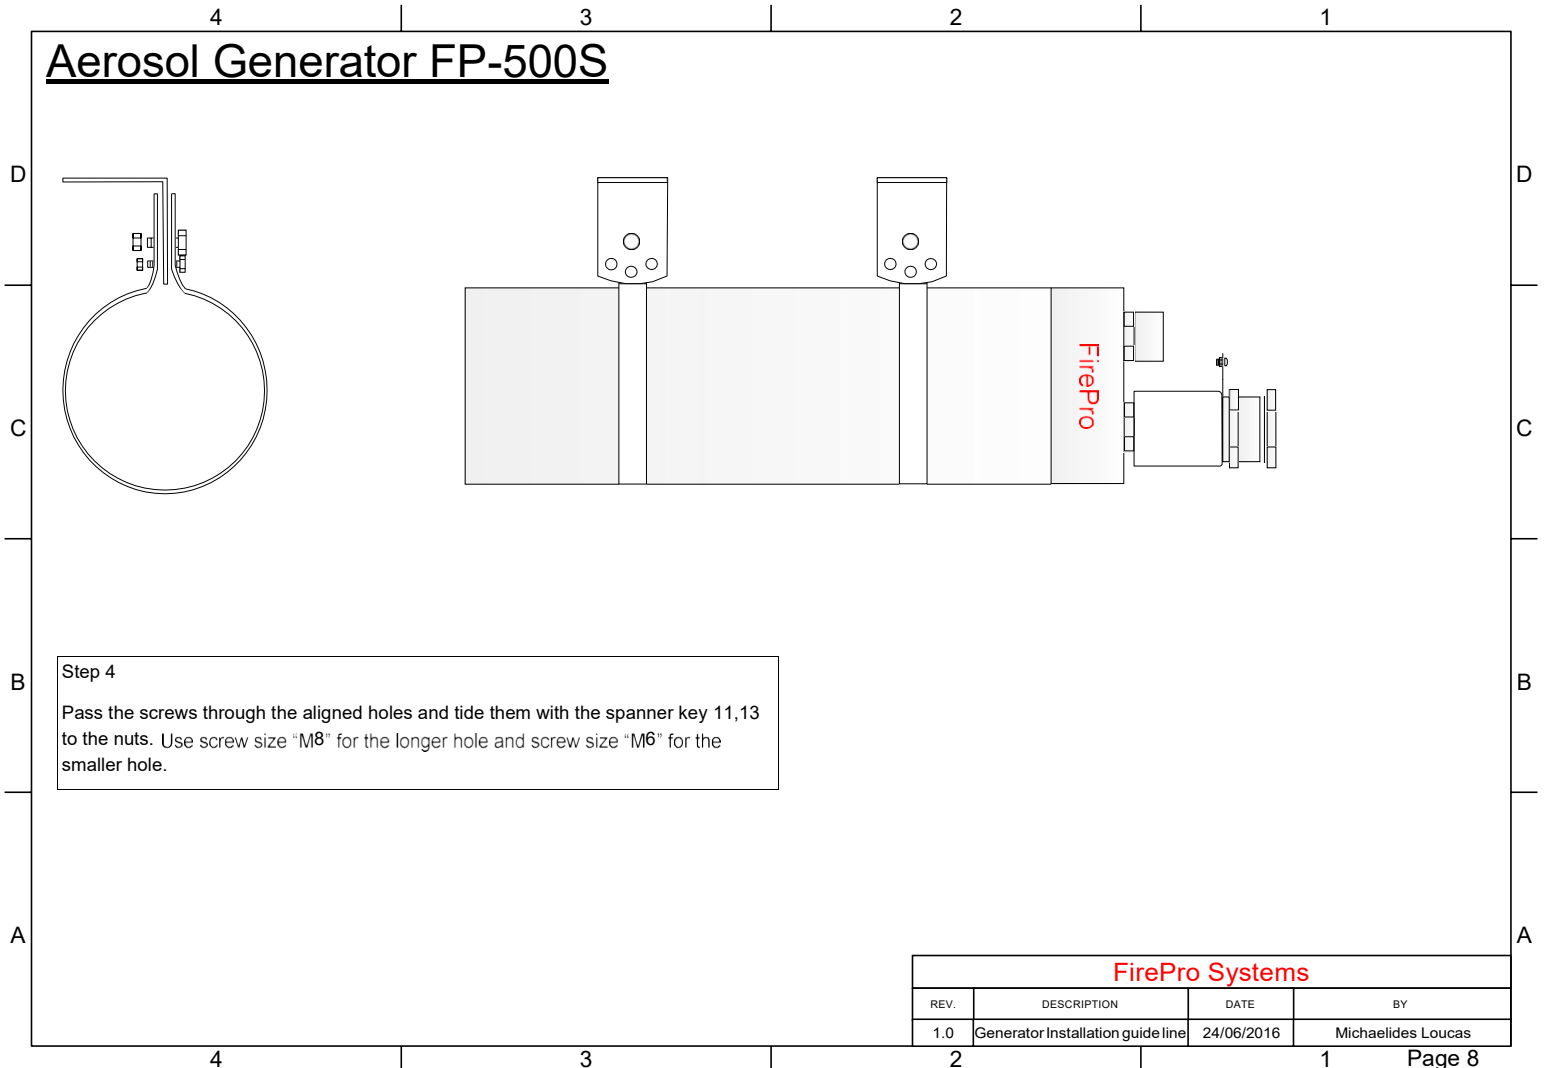 4 3 2 1
Aerosol Generator FP-500S
D D
FirePro
C C
Step 4
B B
Pass the screws through the aligned holes and tide them with the spanner key 11,13
to the nuts. Use screw size “M8” for the longer hole and screw size “M6” for the
smaller hole.
A A
FirePro Systems
REV. DESCRIPTION DATE BY
1.0 Generator Installation guide line 24/06/2016 Michaelides Loucas
4 3 2 1 Page 8